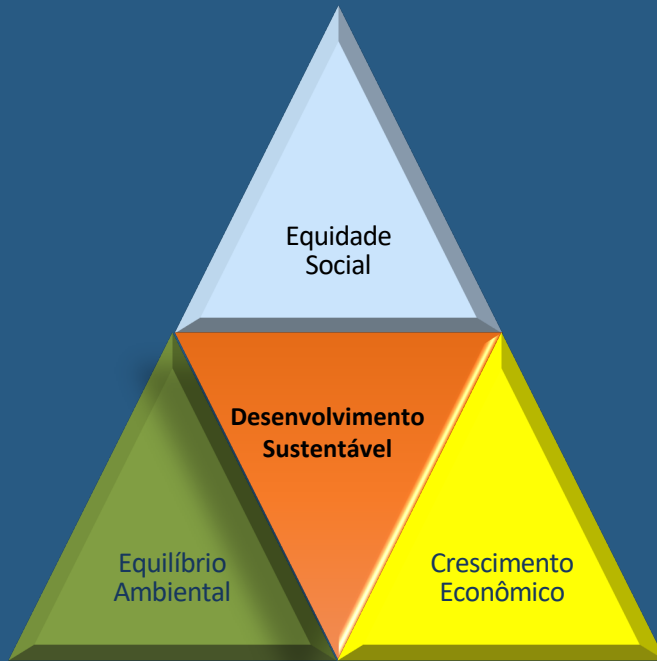 Equidade
Social
Desenvolvimento
Sustentável
Equilíbrio
Ambiental
Crescimento
Econômico